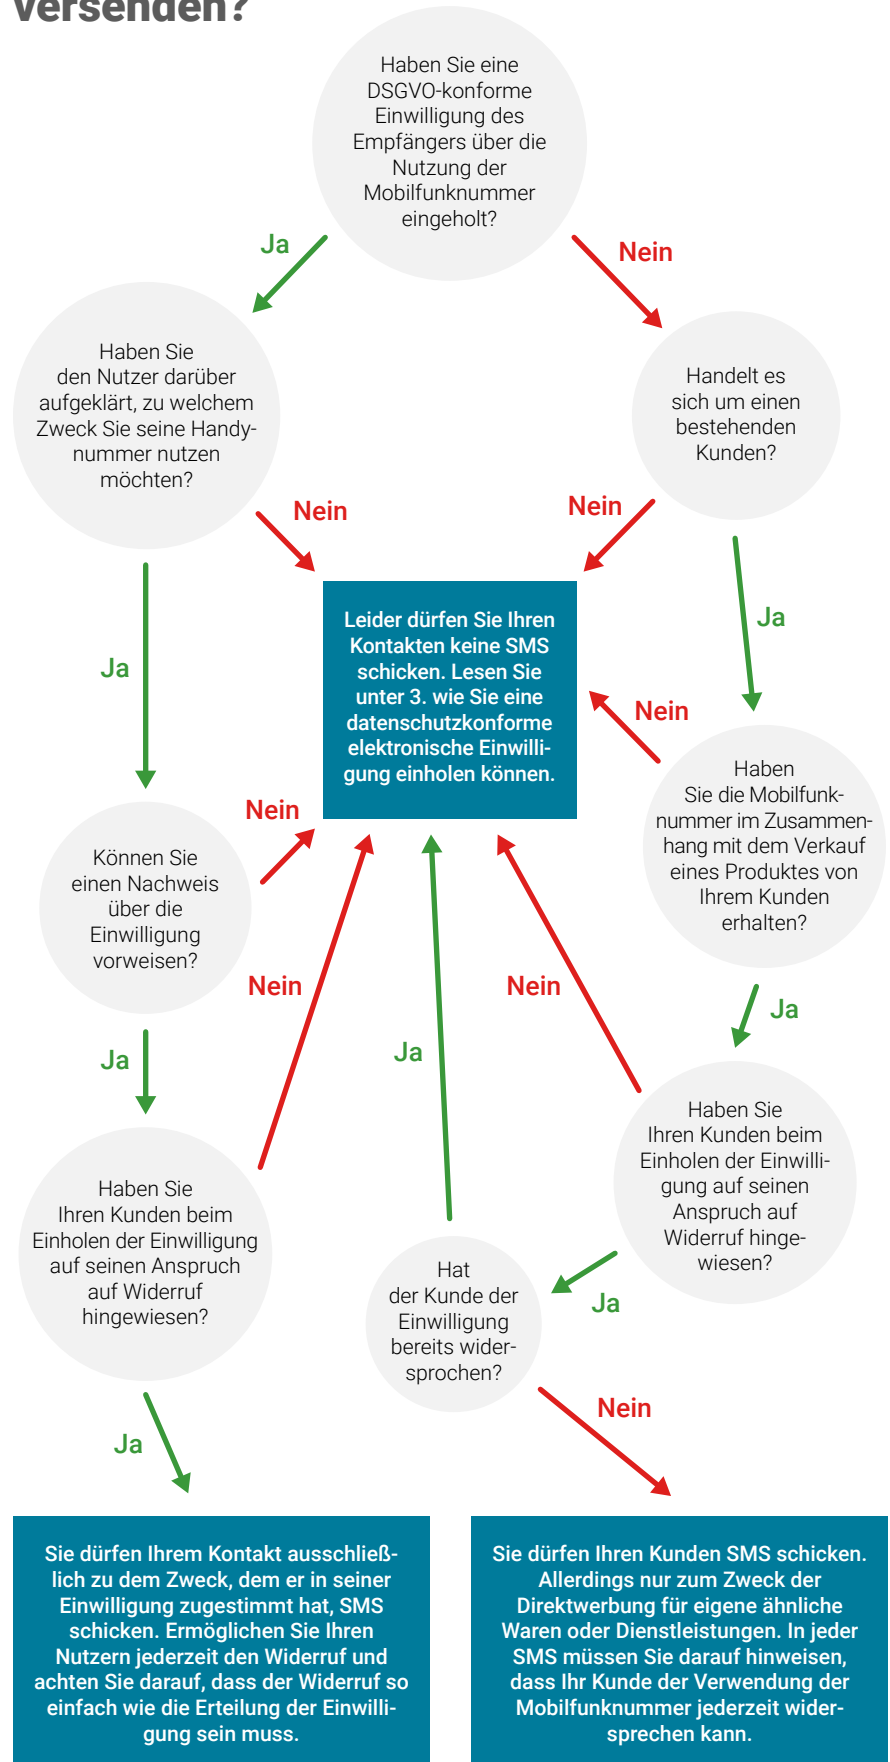 versenden?
Haben Sie eine
DSGVO-konforme
Einwilligung des
Empfängers über die
Nutzung der
Mobilfunknummer
eingeholt?
Ja
Nein
Haben Sie
den Nutzer darüber
aufgeklärt, zu welchem
Zweck Sie seine Handy-
nummer nutzen
möchten?
Handelt es
sich um einen
bestehenden
Kunden?
Nein
Nein
Ja
Ja
Leider dürfen Sie Ihren
Kontakten keine SMS
schicken. Lesen Sie
unter 3. wie Sie eine
datenschutzkonforme
elektronische Einwilli-
gung einholen können.
Nein
Haben
Sie die Mobilfunk-
nummer im Zusammen-
hang mit dem Verkauf
eines Produktes von
Ihrem Kunden
erhalten?
Nein
Können Sie
einen Nachweis
über die
Einwilligung
vorweisen?
Nein
Nein
Ja
Ja
Ja
Haben Sie
Ihren Kunden beim
Einholen der Einwilli-
gung auf seinen
Anspruch auf
Widerruf hinge-
wiesen?
Haben Sie
Ihren Kunden beim
Einholen der Einwilligung
auf seinen Anspruch
auf Widerruf
hingewiesen?
Hat
der Kunde der
Einwilligung
bereits wider-
sprochen?
Ja
Nein
Ja
Sie dürfen Ihrem Kontakt ausschließ-
lich zu dem Zweck, dem er in seiner
Einwilligung zugestimmt hat, SMS
schicken. Ermöglichen Sie Ihren
Nutzern jederzeit den Widerruf und
achten Sie darauf, dass der Widerruf so
einfach wie die Erteilung der Einwilli-
gung sein muss.
Sie dürfen Ihren Kunden SMS schicken.
Allerdings nur zum Zweck der
Direktwerbung für eigene ähnliche
Waren oder Dienstleistungen. In jeder
SMS müssen Sie darauf hinweisen,
dass Ihr Kunde der Verwendung der
Mobilfunknummer jederzeit wider-
sprechen kann.